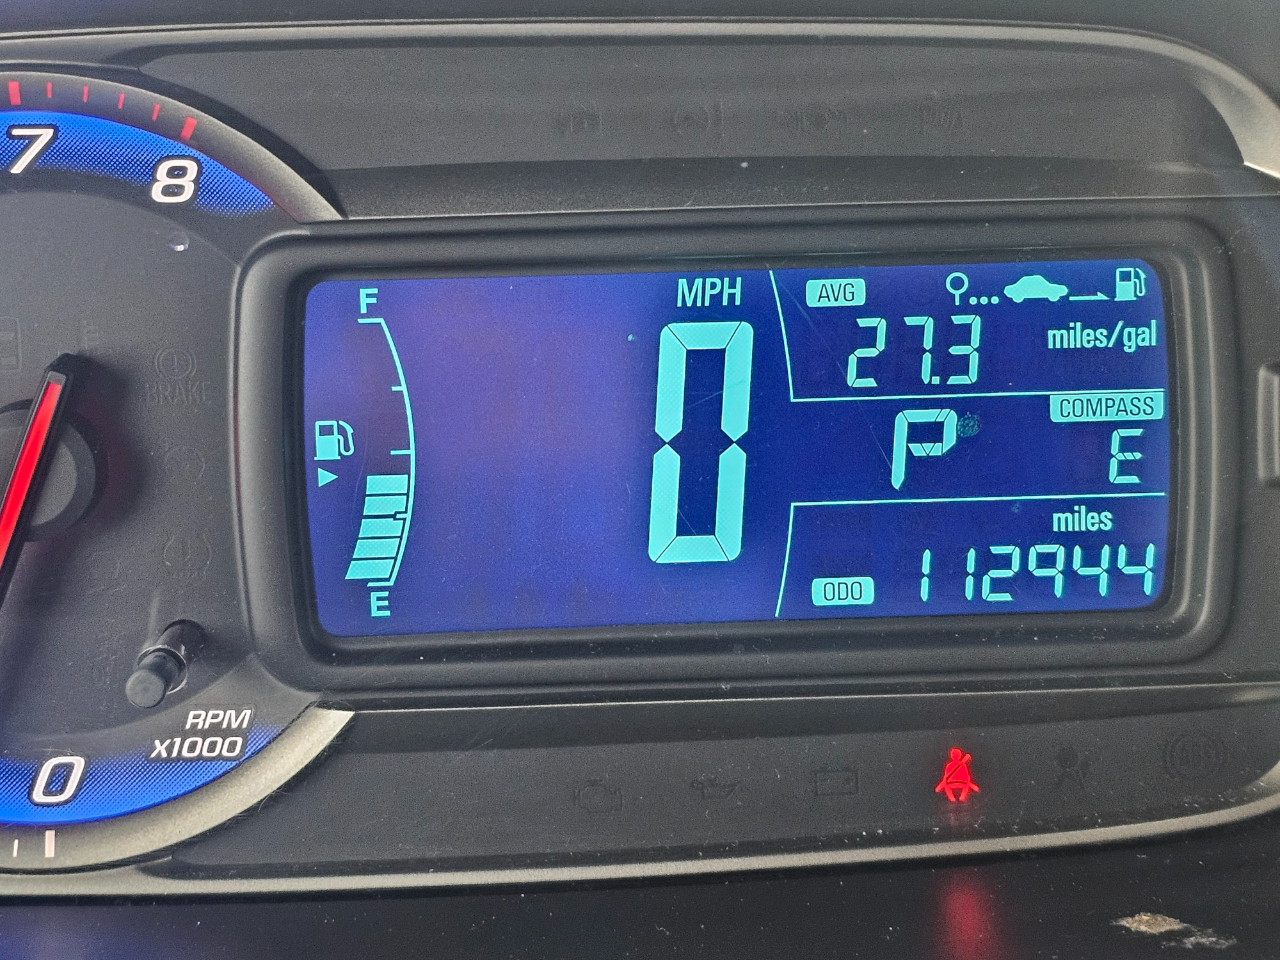 7
8
F
MPH
AVG
27.3
miles/gal
BRAKE
0
P
COMPASS
E
miles
ODO
112944
E
RPM
X1000
0